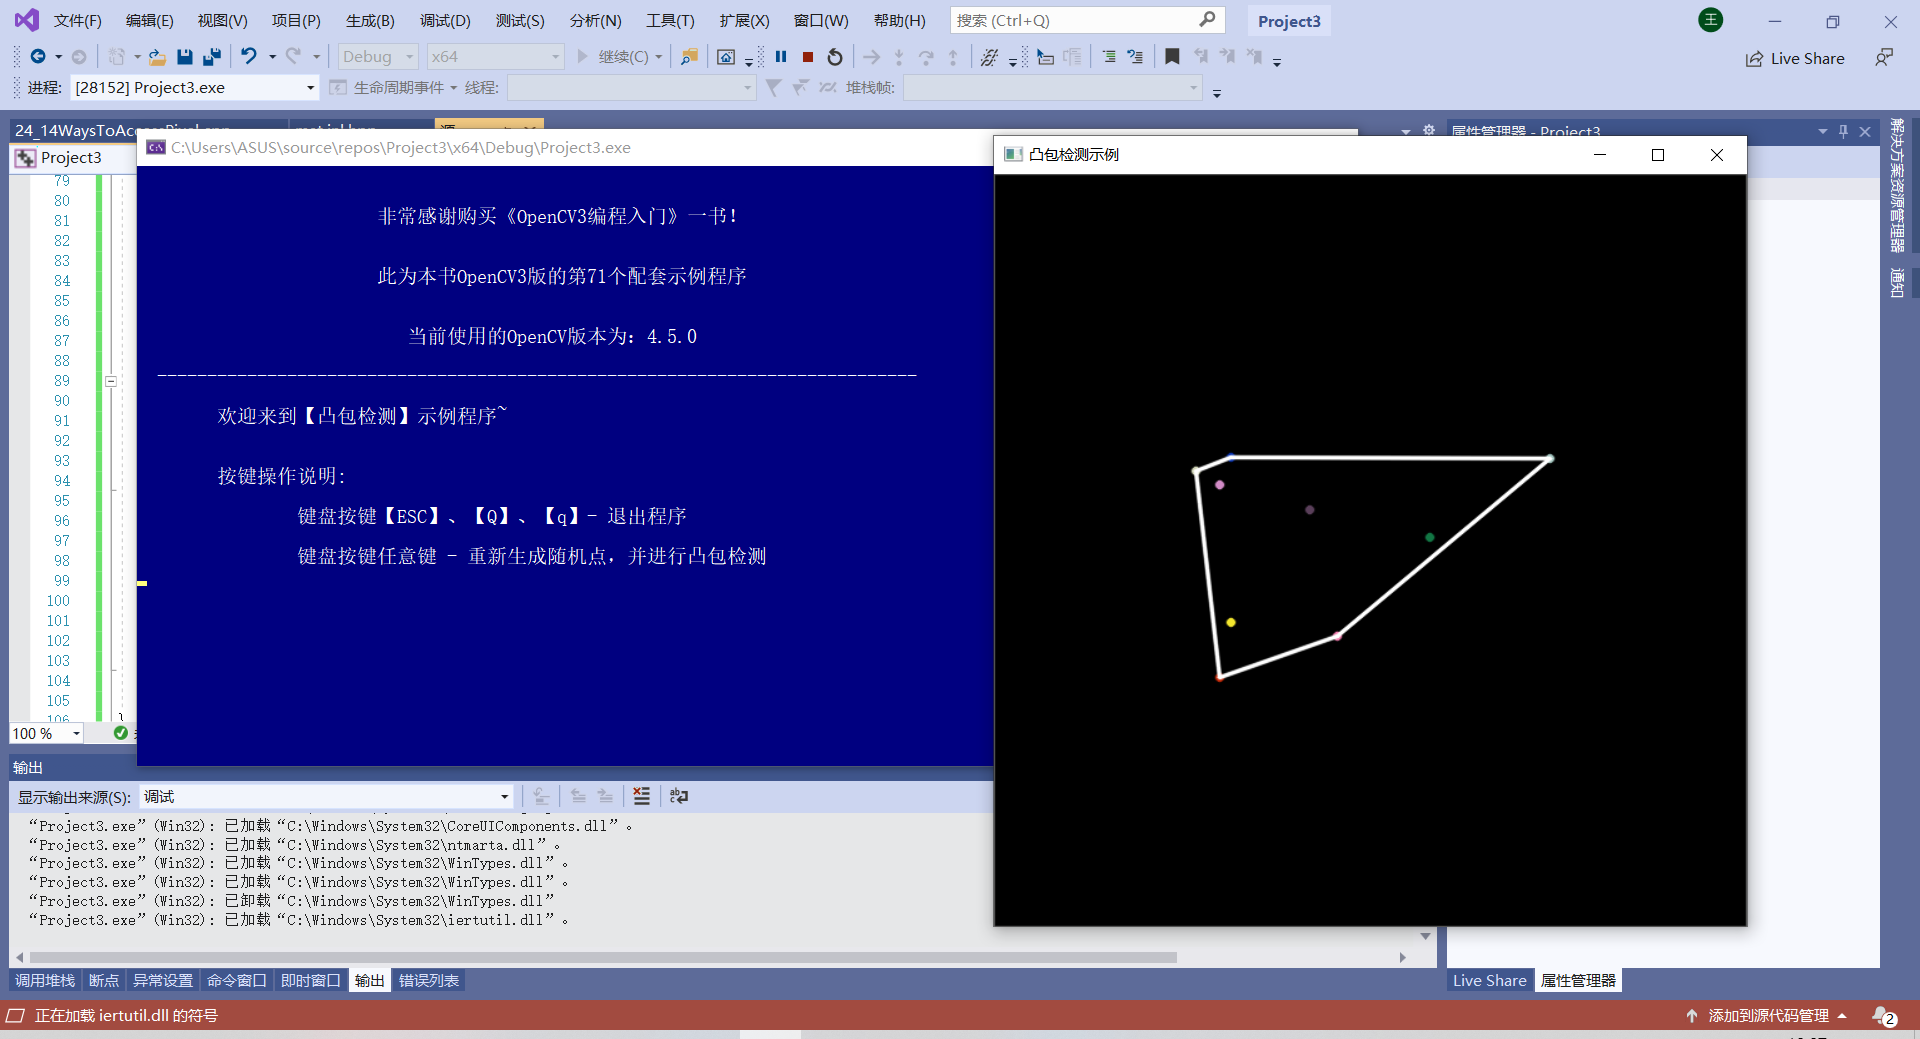 文件(F) 编辑(E) 视图(V) 项目(P) 生成(B) 调试(D) 测试(S) 分析(N) 工具(T) 扩展(X) 窗口(W) 帮助(H) 搜索 (Ctrl+Q) Project3 王
Debug x64 继续(C) Live Share
进程: [28152] Project3.exe 生命周期事件 线程: 堆栈帧:
属性管理器 - Project3
Project3
C:\Users\ASUS\source\repos\Project3\x64\Debug\Project3.exe
凸包检测示例
79
80
81
82
83
84
85
86
87
88
89
90
91
92
93
94
95
96
97
98
99
100
101
102
103
104
105
106
非常感谢购买《OpenCV3编程入门》一书!
此为本书OpenCV3版的第71个配套示例程序
当前使用的OpenCV版本为: 4.5.0
----------------------------------------------------------------------------
欢迎来到【凸包检测】示例程序~
按键操作说明:
键盘按键【ESC】、【Q】、【q】- 退出程序
键盘按键任意键 - 重新生成随机点, 并进行凸包检测
解决方案资源管理器
通知
100 %
输出
显示输出来源(S): 调试
“Project3.exe”(Win32): 已加载“C:\Windows\System32\CoreUIComponents.dll”。
“Project3.exe”(Win32): 已加载“C:\Windows\System32\ntmarta.dll”。
“Project3.exe”(Win32): 已加载“C:\Windows\System32\WinTypes.dll”。
“Project3.exe”(Win32): 已加载“C:\Windows\System32\WinTypes.dll”。
“Project3.exe”(Win32): 已卸载“C:\Windows\System32\WinTypes.dll”
“Project3.exe”(Win32): 已加载“C:\Windows\System32\iertutil.dll”。
调用堆栈 断点 异常设置 命令窗口 即时窗口 输出 错误列表
Live Share 属性管理器
正在加载 iertutil.dll 的符号
添加到源代码管理 2